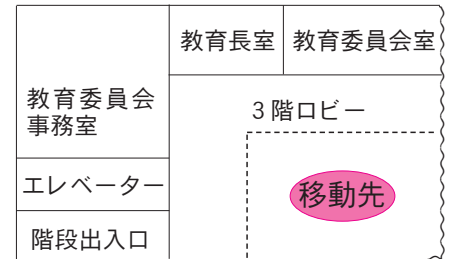 教育長室
教育委員会室
教育委員会
事務室
3階ロビー
エレベーター
移動先
階段出入口